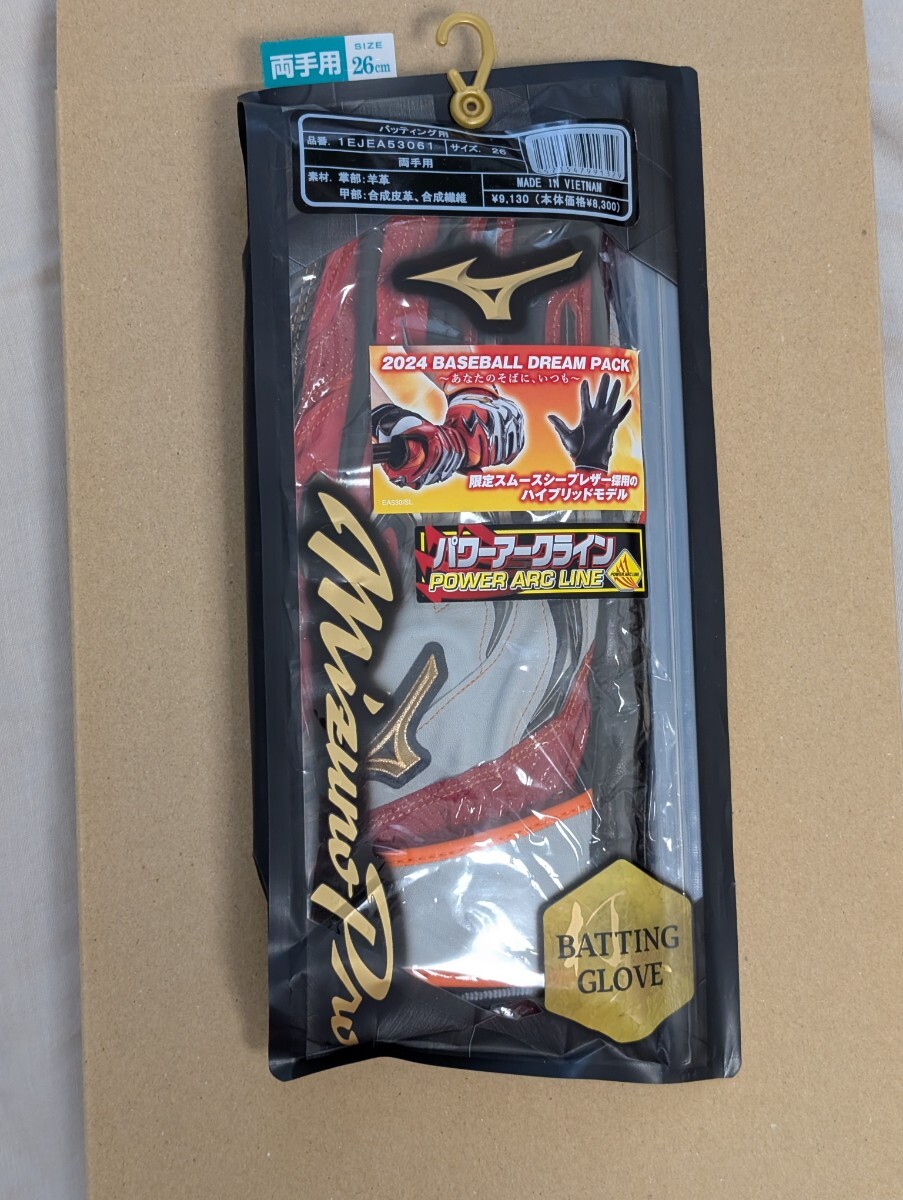 両手用
SIZE
26cm
バッティング用
品番. 1EJEA53061 サイズ. 26
両手用
素材. 掌部:羊革
甲部:合成皮革、合成繊維
MADE IN VIETNAM
¥9,130 (本体価格¥8,300)
2024 BASEBALL DREAM PACK
〜あなたのそばに、いつも〜
限定スムースシープレザー採用の
ハイブリッドモデル
パワーアークライン
POWER ARC LINE
POWER ARC LINE
Mizuno Pro
BATTING
GLOVE